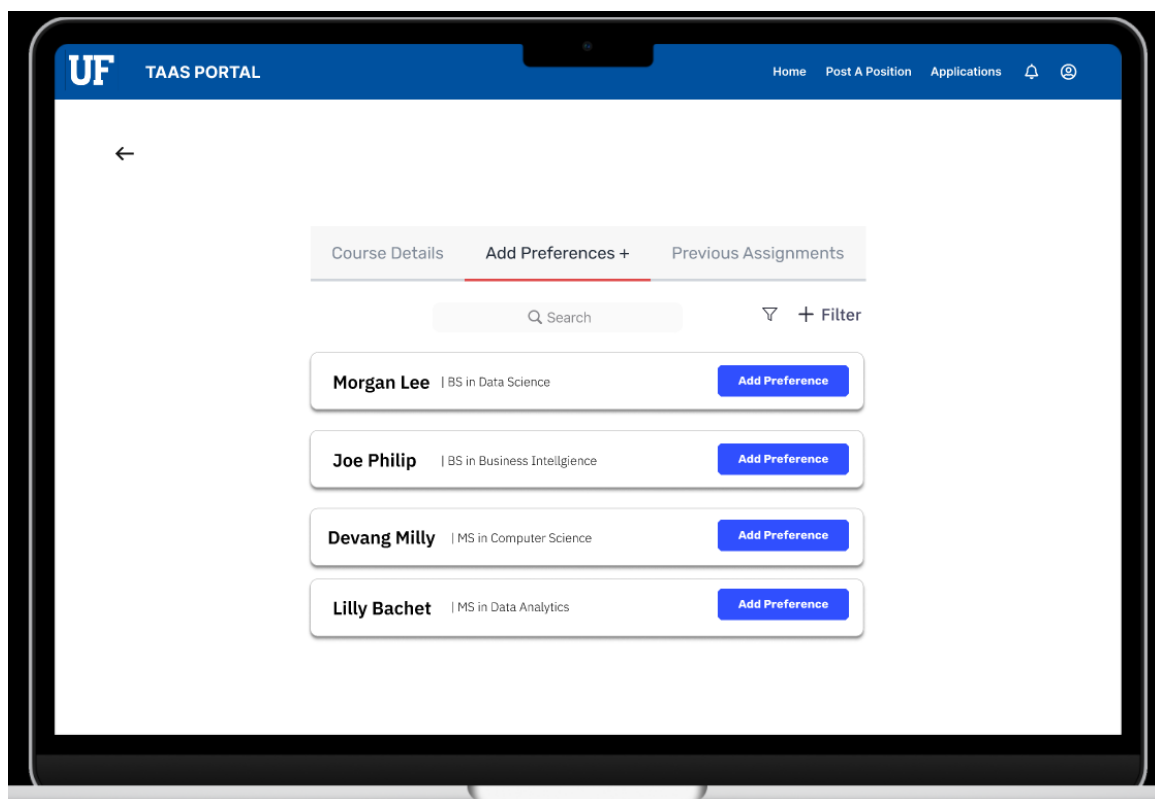 UF TAAS PORTAL Home Post A Position Applications
Course Details Add Preferences + Previous Assignments
Search + Filter
Morgan Lee | BS in Data Science Add Preference
Joe Philip | BS in Business Intellgience Add Preference
Devang Milly | MS in Computer Science Add Preference
Lilly Bachet | MS in Data Analytics Add Preference